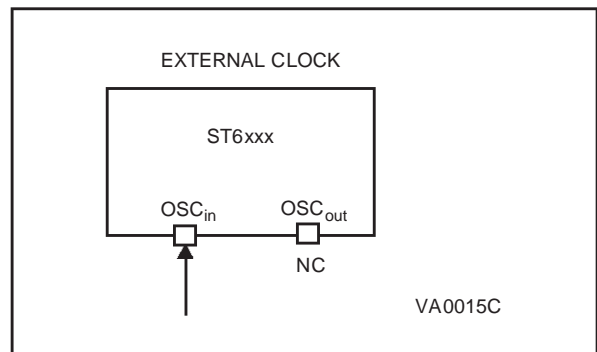 EXTERNAL CLOCK
ST6xxx
OSCin OSCout
NC
VA0015C